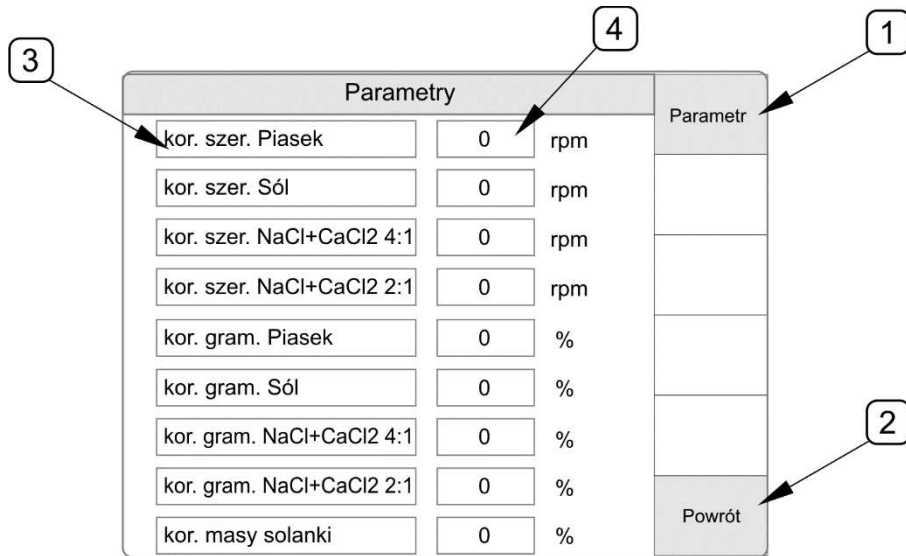 3
4
1
Parametry
Parametr
kor. szer. Piasek 0 rpm
kor. szer. Sól 0 rpm
kor. szer. NaCl+CaCl2 4:1 0 rpm
kor. szer. NaCl+CaCl2 2:1 0 rpm
kor. gram. Piasek 0 %
kor. gram. Sól 0 %
kor. gram. NaCl+CaCl2 4:1 0 %
2
kor. gram. NaCl+CaCl2 2:1 0 %
Powrót
kor. masy solanki 0 %